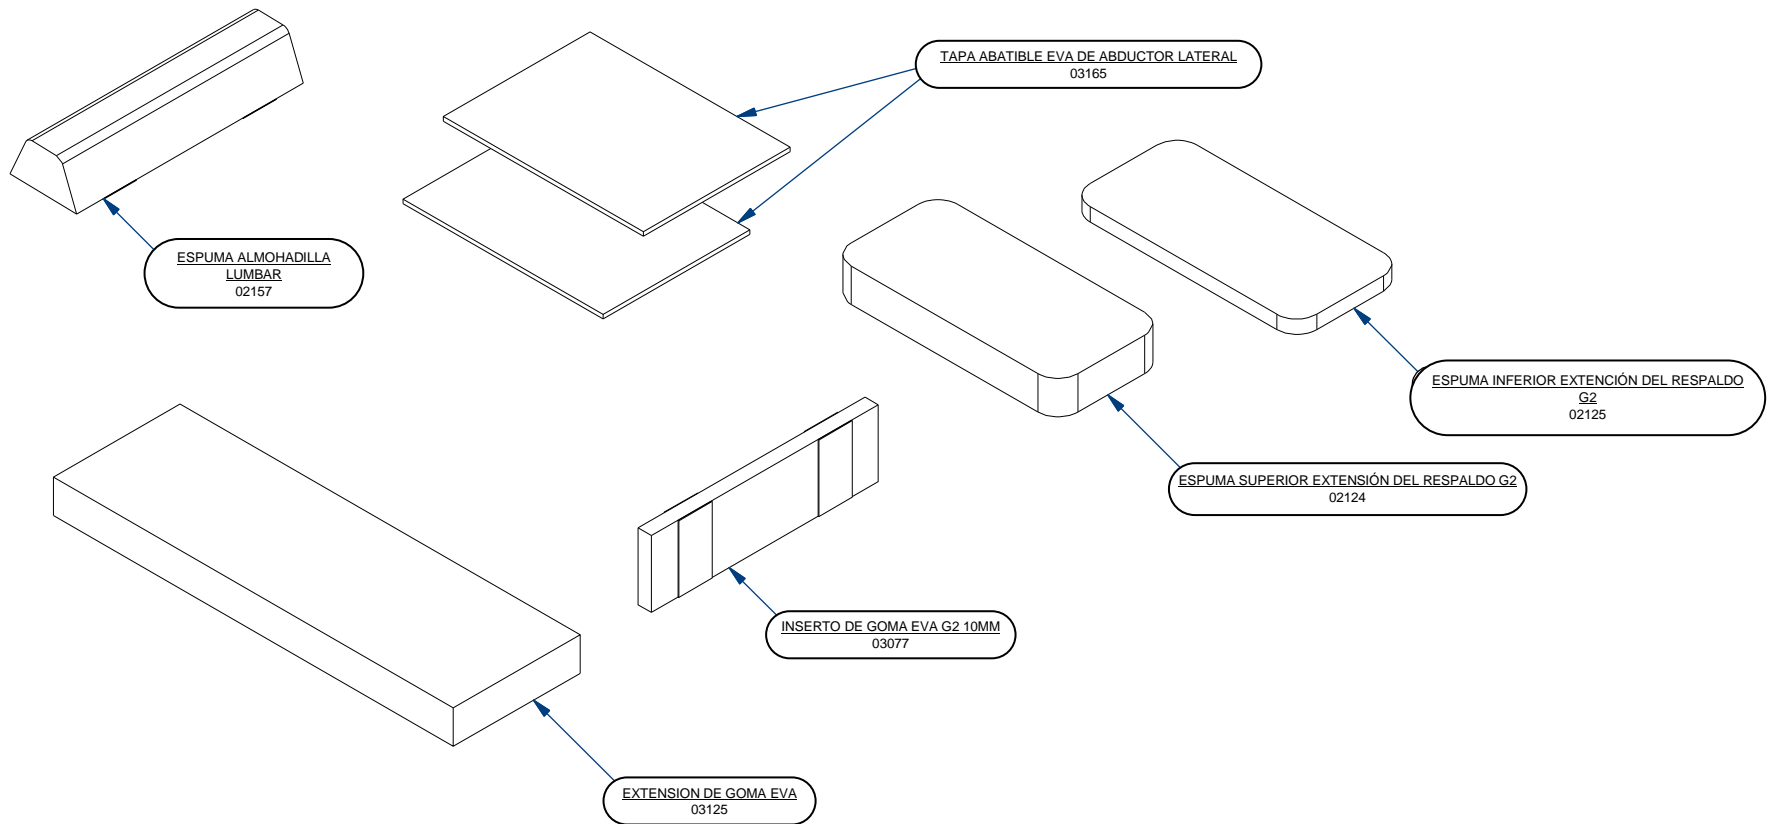 TAPA ABATIBLE EVA DE ABDUCTOR LATERAL
03165
ESPUMA ALMOHADILLA
LUMBAR
02157
ESPUMA INFERIOR EXTENCIÓN DEL RESPALDO
G2
02125
ESPUMA SUPERIOR EXTENSIÓN DEL RESPALDO G2
02124
INSERTO DE GOMA EVA G2 10MM
03077
EXTENSION DE GOMA EVA
03125